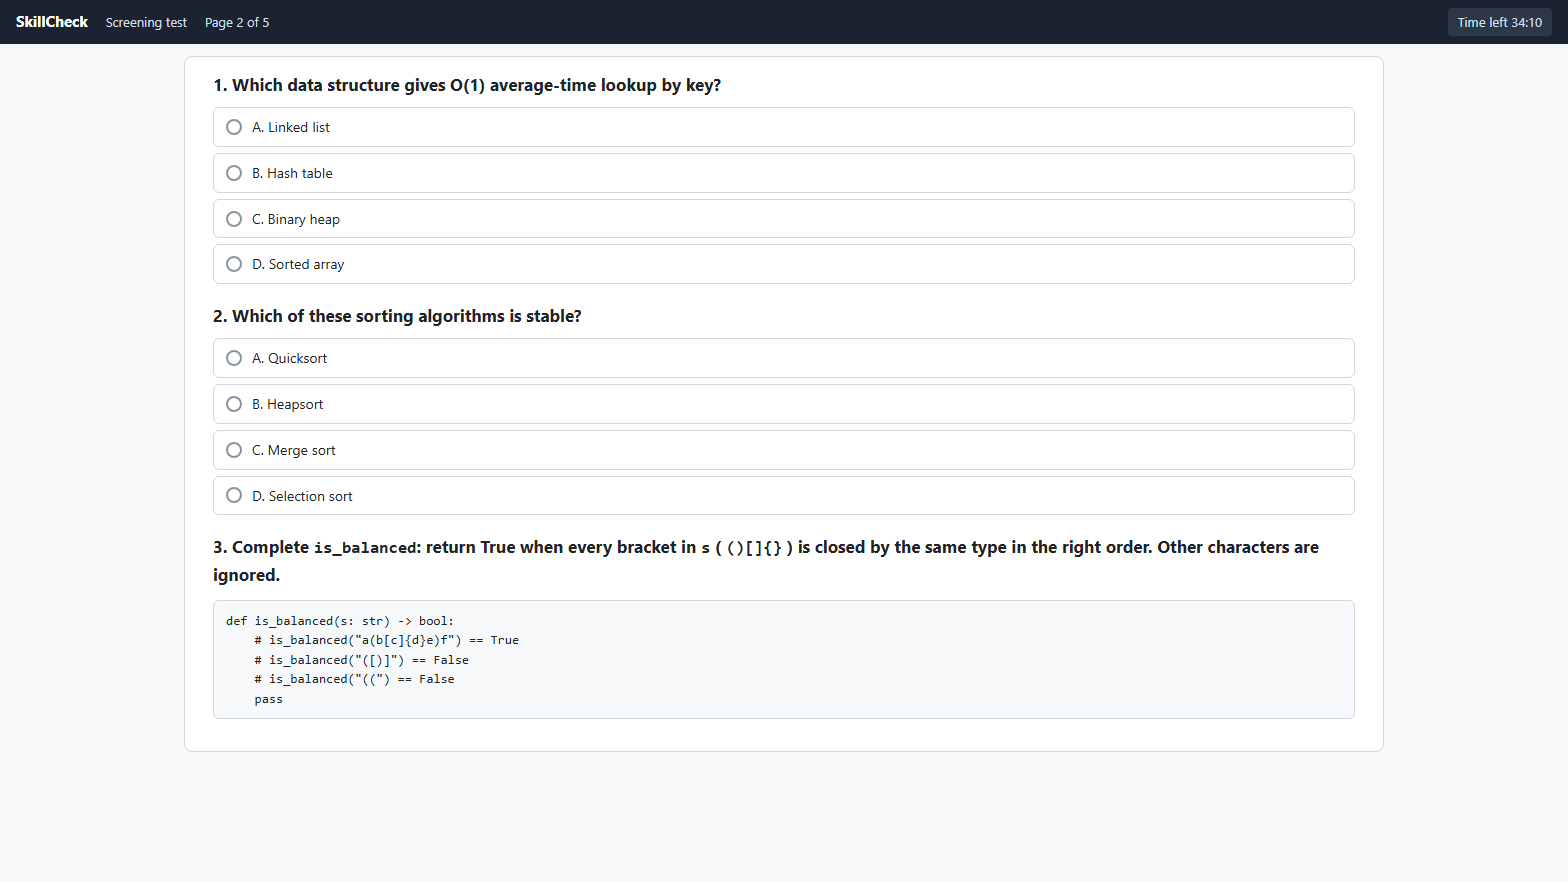 SkillCheck Screening test Page 2 of 5 Time left 34:10
1. Which data structure gives O(1) average-time lookup by key?
A. Linked list
B. Hash table
C. Binary heap
D. Sorted array
2. Which of these sorting algorithms is stable?
A. Quicksort
B. Heapsort
C. Merge sort
D. Selection sort
3. Complete is_balanced: return True when every bracket in s ( ()[]{} ) is closed by the same type in the right order. Other characters are
ignored.
def is_balanced(s: str) -> bool:
    # is_balanced("a(b[c]{d}e)f") == True
    # is_balanced("([)]") == False
    # is_balanced("((") == False
    pass